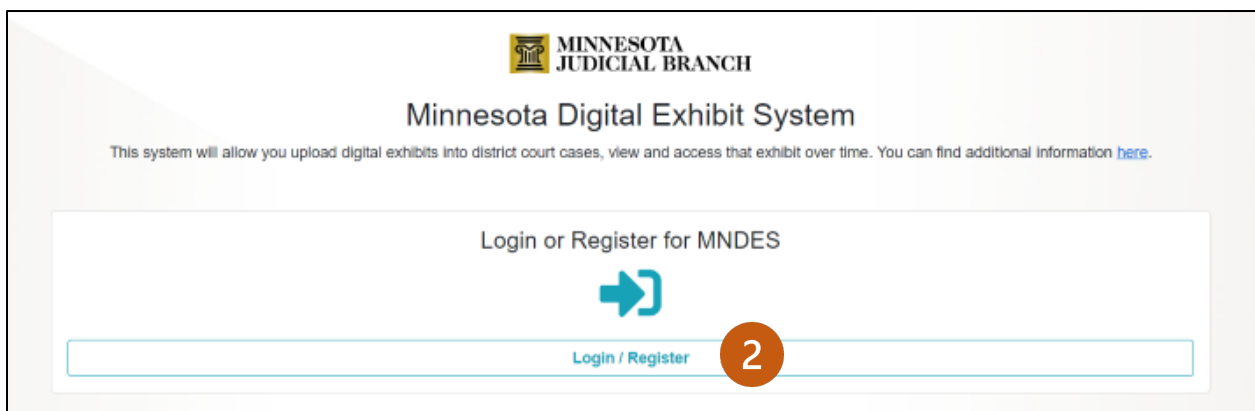 MINNESOTA
JUDICIAL BRANCH
Minnesota Digital Exhibit System
This system will allow you upload digital exhibits into district court cases, view and access that exhibit over time. You can find additional information here.
Login or Register for MNDES
Login / Register 2